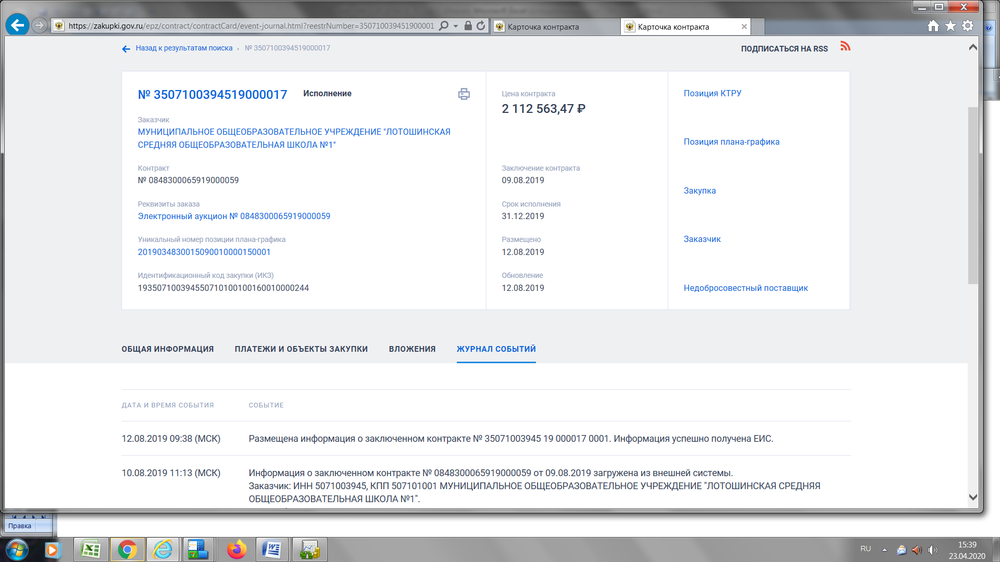 https://zakupki.gov.ru/epz/contract/contractCard/event-journal.html?reestrNumber=350710039451900001
Карточка контракта
Карточка контракта
Назад к результатам поиска
№ 3507100394519000017
ПОДПИСАТЬСЯ НА RSS
№ 3507100394519000017
Исполнение
Заказчик
МУНИЦИПАЛЬНОЕ ОБЩЕОБРАЗОВАТЕЛЬНОЕ УЧРЕЖДЕНИЕ "ЛОТОШИНСКАЯ
СРЕДНЯЯ ОБЩЕОБРАЗОВАТЕЛЬНАЯ ШКОЛА №1"
Контракт
№ 0848300065919000059
Реквизиты заказа
Электронный аукцион № 0848300065919000059
Уникальный номер позиции плана-графика
2019034830015090010000150001
Идентификационный код закупки (ИКЗ)
193507100394550710100100160010000244
Цена контракта
2 112 563,47 ₽
Заключение контракта
09.08.2019
Срок исполнения
31.12.2019
Размещено
12.08.2019
Обновление
12.08.2019
Позиция КТРУ
Позиция плана-графика
Закупка
Заказчик
Недобросовестный поставщик
ОБЩАЯ ИНФОРМАЦИЯ
ПЛАТЕЖИ И ОБЪЕКТЫ ЗАКУПКИ
ВЛОЖЕНИЯ
ЖУРНАЛ СОБЫТИЙ
ДАТА И ВРЕМЯ СОБЫТИЯ
СОБЫТИЕ
12.08.2019 09:38 (МСК)
Размещена информация о заключенном контракте № 35071003945 19 000017 0001. Информация успешно получена ЕИС.
10.08.2019 11:13 (МСК)
Информация о заключенном контракте № 0848300065919000059 от 09.08.2019 загружена из внешней системы.
Заказчик: ИНН 5071003945, КПП 507101001 МУНИЦИПАЛЬНОЕ ОБЩЕОБРАЗОВАТЕЛЬНОЕ УЧРЕЖДЕНИЕ "ЛОТОШИНСКАЯ СРЕДНЯЯ
ОБЩЕОБРАЗОВАТЕЛЬНАЯ ШКОЛА №1".
Правка
RU
15:39
23.04.2020